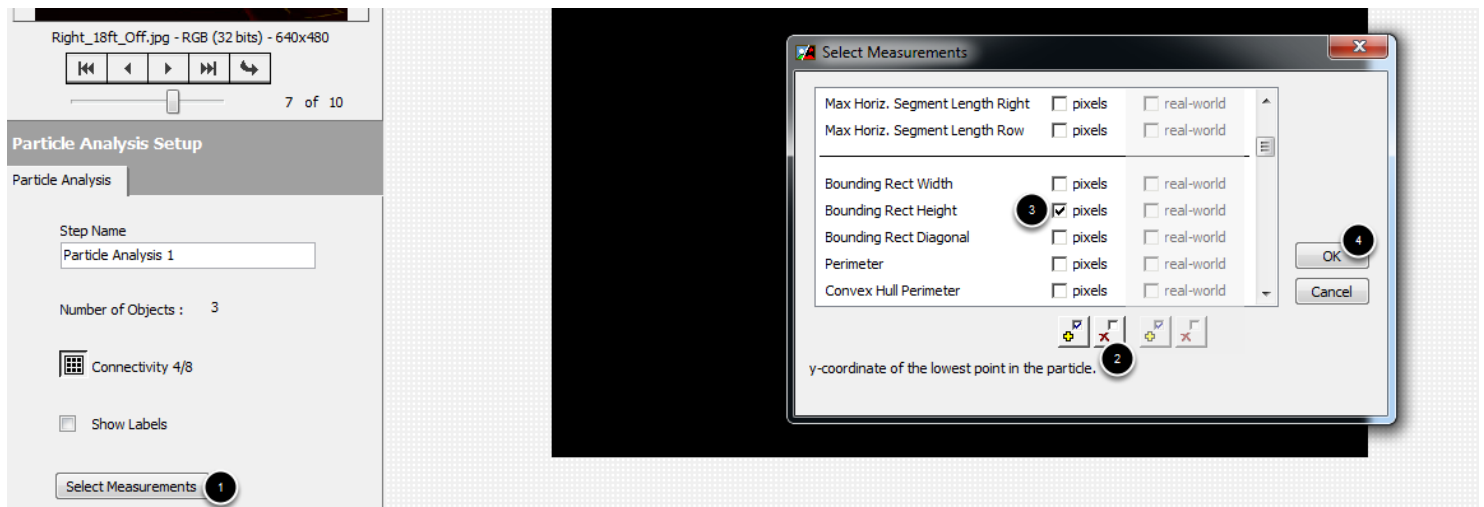 Right_18ft_Off.jpg - RGB (32 bits) - 640x480
7 of 10
Particle Analysis Setup
Particle Analysis
Step Name
Particle Analysis 1
Number of Objects : 3
Connectivity 4/8
Show Labels
Select Measurements 1
Select Measurements
Max Horiz. Segment Length Right pixels real-world
Max Horiz. Segment Length Row pixels real-world
Bounding Rect Width pixels real-world
Bounding Rect Height 3 pixels real-world
Bounding Rect Diagonal pixels real-world
Perimeter pixels real-world
Convex Hull Perimeter pixels real-world
OK 4
Cancel
2
y-coordinate of the lowest point in the particle.